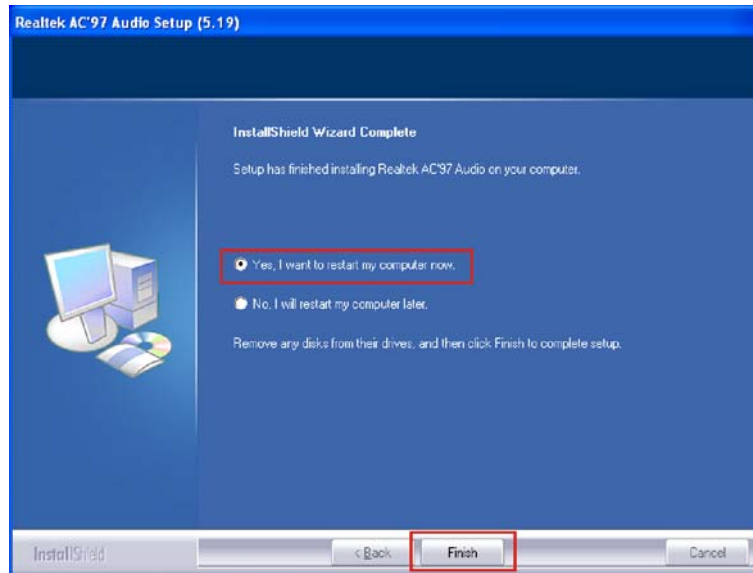 Realtek AC'97 Audio Setup (5.19)
InstallShield Wizard Complete
Setup has finished installing Realtek AC'97 Audio on your computer.
Yes, I want to restart my computer now.
No, I will restart my computer later.
Remove any disks from their drives, and then click Finish to complete setup.
InstallShield
< Back
Finish
Cancel